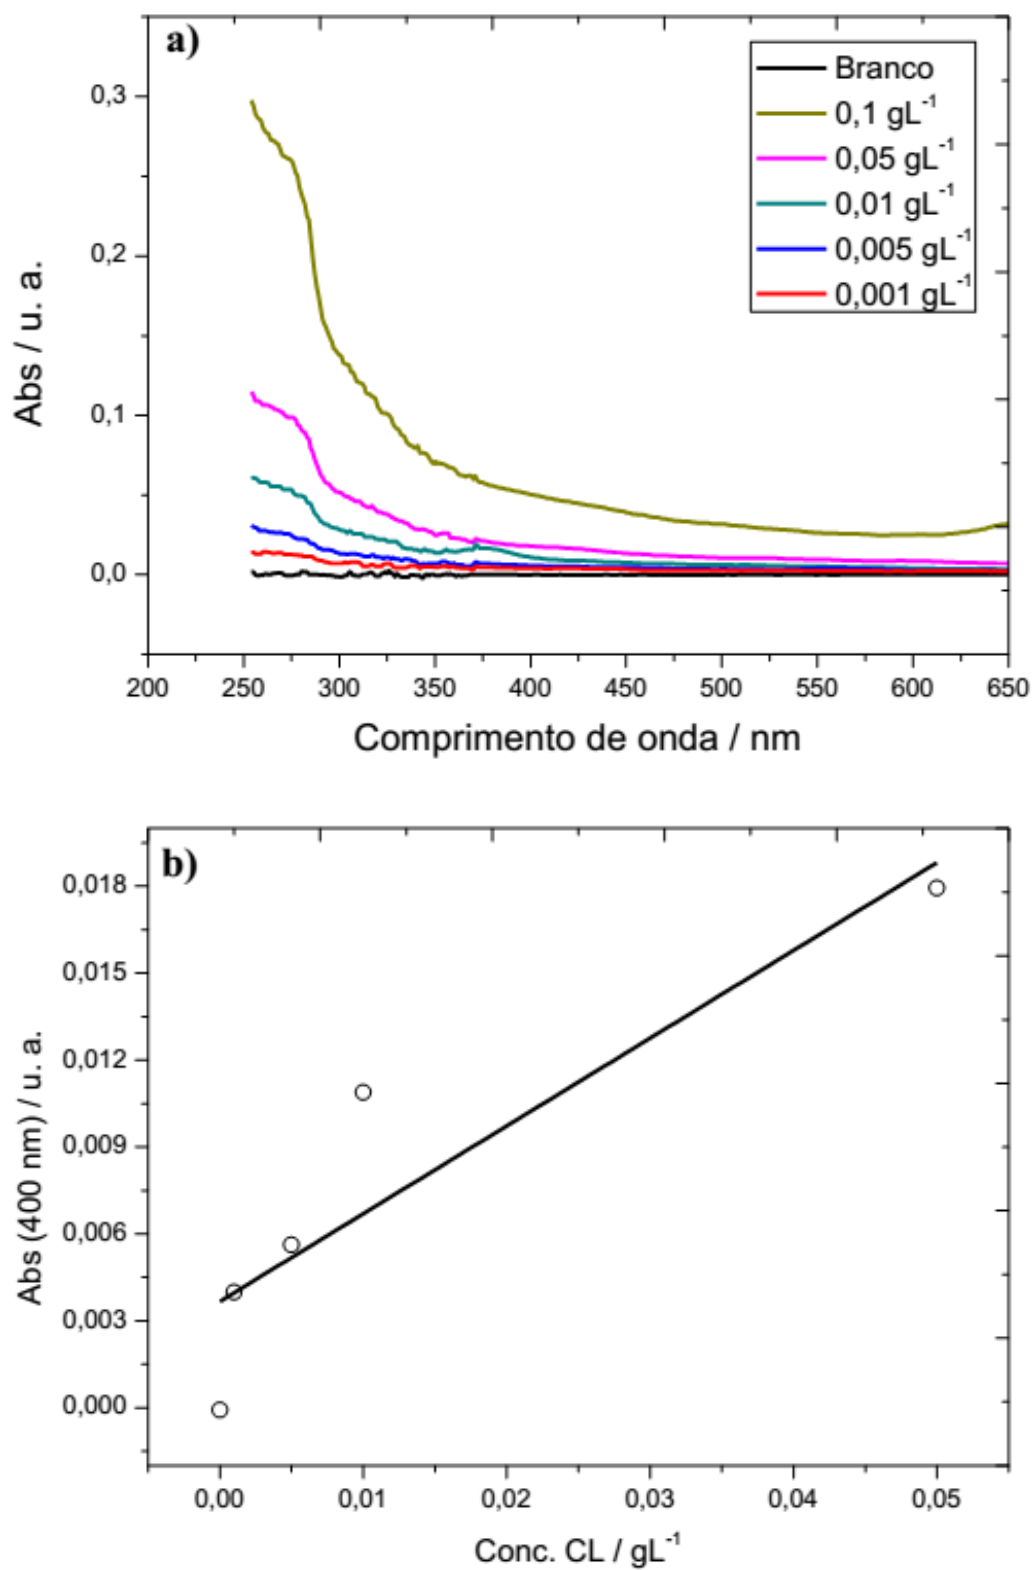 a)
Branco
0,1 gL⁻¹
0,05 gL⁻¹
0,01 gL⁻¹
0,005 gL⁻¹
0,001 gL⁻¹
0,3
0,2
0,1
0,0
Abs / u. a.
200 250 300 350 400 450 500 550 600 650
Comprimento de onda / nm
b)
0,018
0,015
0,012
0,009
0,006
0,003
0,000
Abs (400 nm) / u. a.
0,00 0,01 0,02 0,03 0,04 0,05
Conc. CL / gL⁻¹